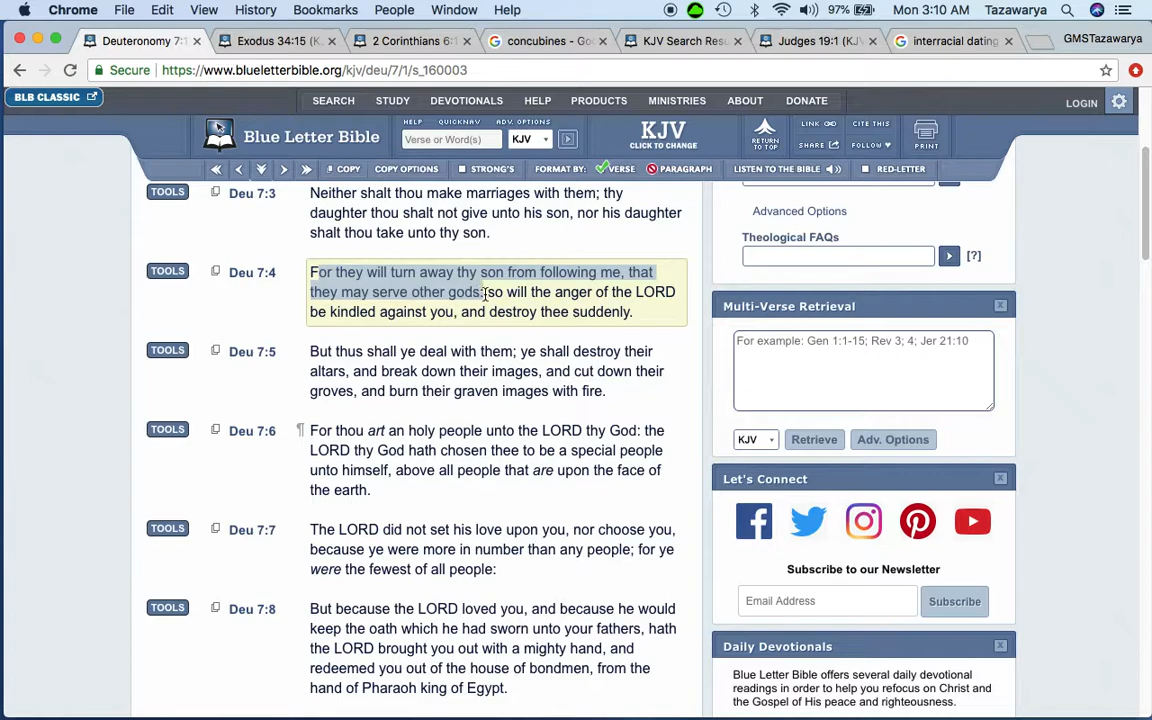 Chrome File Edit View History Bookmarks People Window Help 97% Mon 3:10 AM Tazawarya
Deuteronomy 7:1 Exodus 34:15 (KJ 2 Corinthians 6:1 concubines - Goo KJV Search Resu Judges 19:1 (KJV interracial dating GMSTazawarya
Secure https://www.blueletterbible.org/kjv/deu/7/1/s_160003
BLB CLASSIC SEARCH STUDY DEVOTIONALS HELP PRODUCTS MINISTRIES ABOUT DONATE LOGIN
HELP QUICKNAV ADV. OPTIONS
Blue Letter Bible Verse or Word(s) KJV KJV CLICK TO CHANGE RETURN TO TOP LINK CITE THIS SHARE FOLLOW PRINT
COPY COPY OPTIONS STRONG'S FORMAT BY: VERSE PARAGRAPH LISTEN TO THE BIBLE RED-LETTER
TOOLS Deu 7:3 Neither shalt thou make marriages with them; thy
daughter thou shalt not give unto his son, nor his daughter
shalt thou take unto thy son.
TOOLS Deu 7:4 For they will turn away thy son from following me, that
they may serve other gods: so will the anger of the LORD
be kindled against you, and destroy thee suddenly.
TOOLS Deu 7:5 But thus shall ye deal with them; ye shall destroy their
altars, and break down their images, and cut down their
groves, and burn their graven images with fire.
TOOLS Deu 7:6 ¶ For thou art an holy people unto the LORD thy God: the
LORD thy God hath chosen thee to be a special people
unto himself, above all people that are upon the face of
the earth.
TOOLS Deu 7:7 The LORD did not set his love upon you, nor choose you,
because ye were more in number than any people; for ye
were the fewest of all people:
TOOLS Deu 7:8 But because the LORD loved you, and because he would
keep the oath which he had sworn unto your fathers, hath
the LORD brought you out with a mighty hand, and
redeemed you out of the house of bondmen, from the
hand of Pharaoh king of Egypt.
Advanced Options
Theological FAQs
[?]
Multi-Verse Retrieval
For example: Gen 1:1-15; Rev 3; 4; Jer 21:10
KJV Retrieve Adv. Options
Let's Connect
Subscribe to our Newsletter
Email Address Subscribe
Daily Devotionals
Blue Letter Bible offers several daily devotional
readings in order to help you refocus on Christ and
the Gospel of His peace and righteousness.